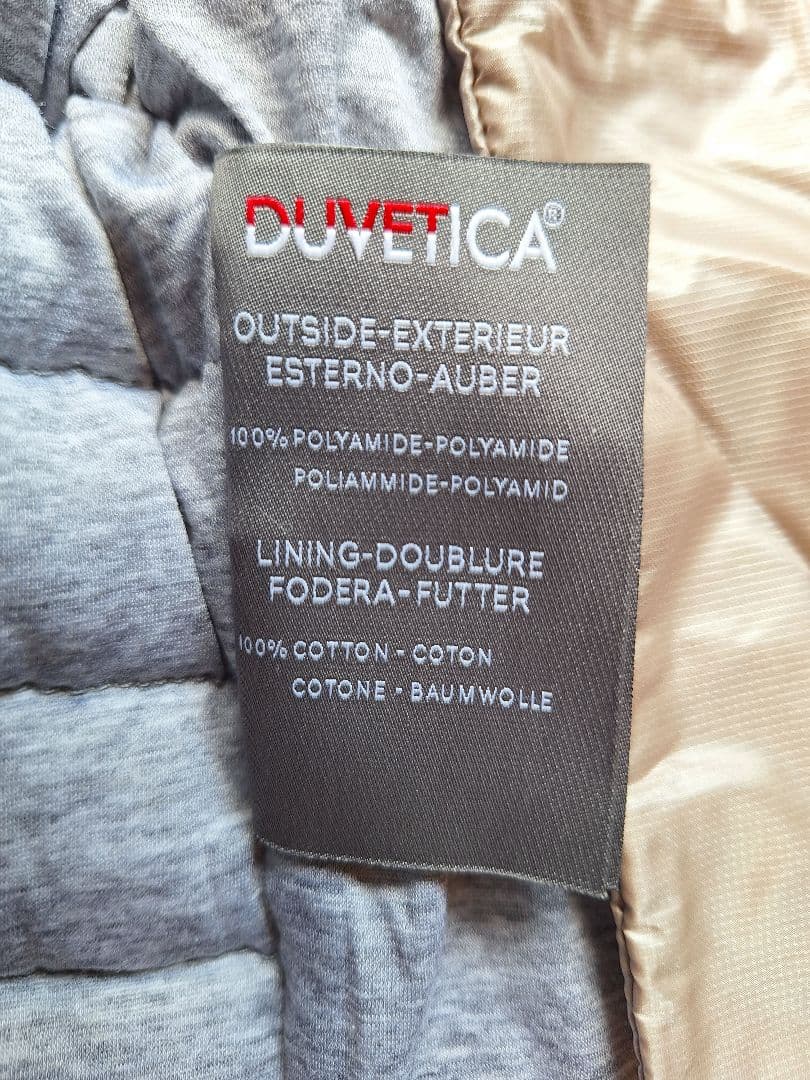 DUVETICA®
OUTSIDE-EXTERIEUR
ESTERNO-AUBER
100% POLYAMIDE-POLYAMIDE
POLIAMMIDE-POLYAMID
LINING-DOUBLURE
FODERA-FUTTER
100% COTTON - COTON
COTONE - BAUMWOLLE